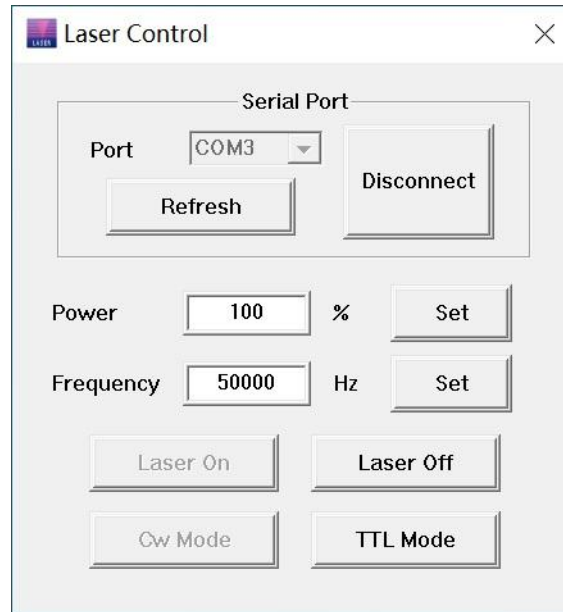 LASER Laser Control
Serial Port
Port COM3
Disconnect
Refresh
Power 100 % Set
Frequency 50000 Hz Set
Laser On Laser Off
Cw Mode TTL Mode